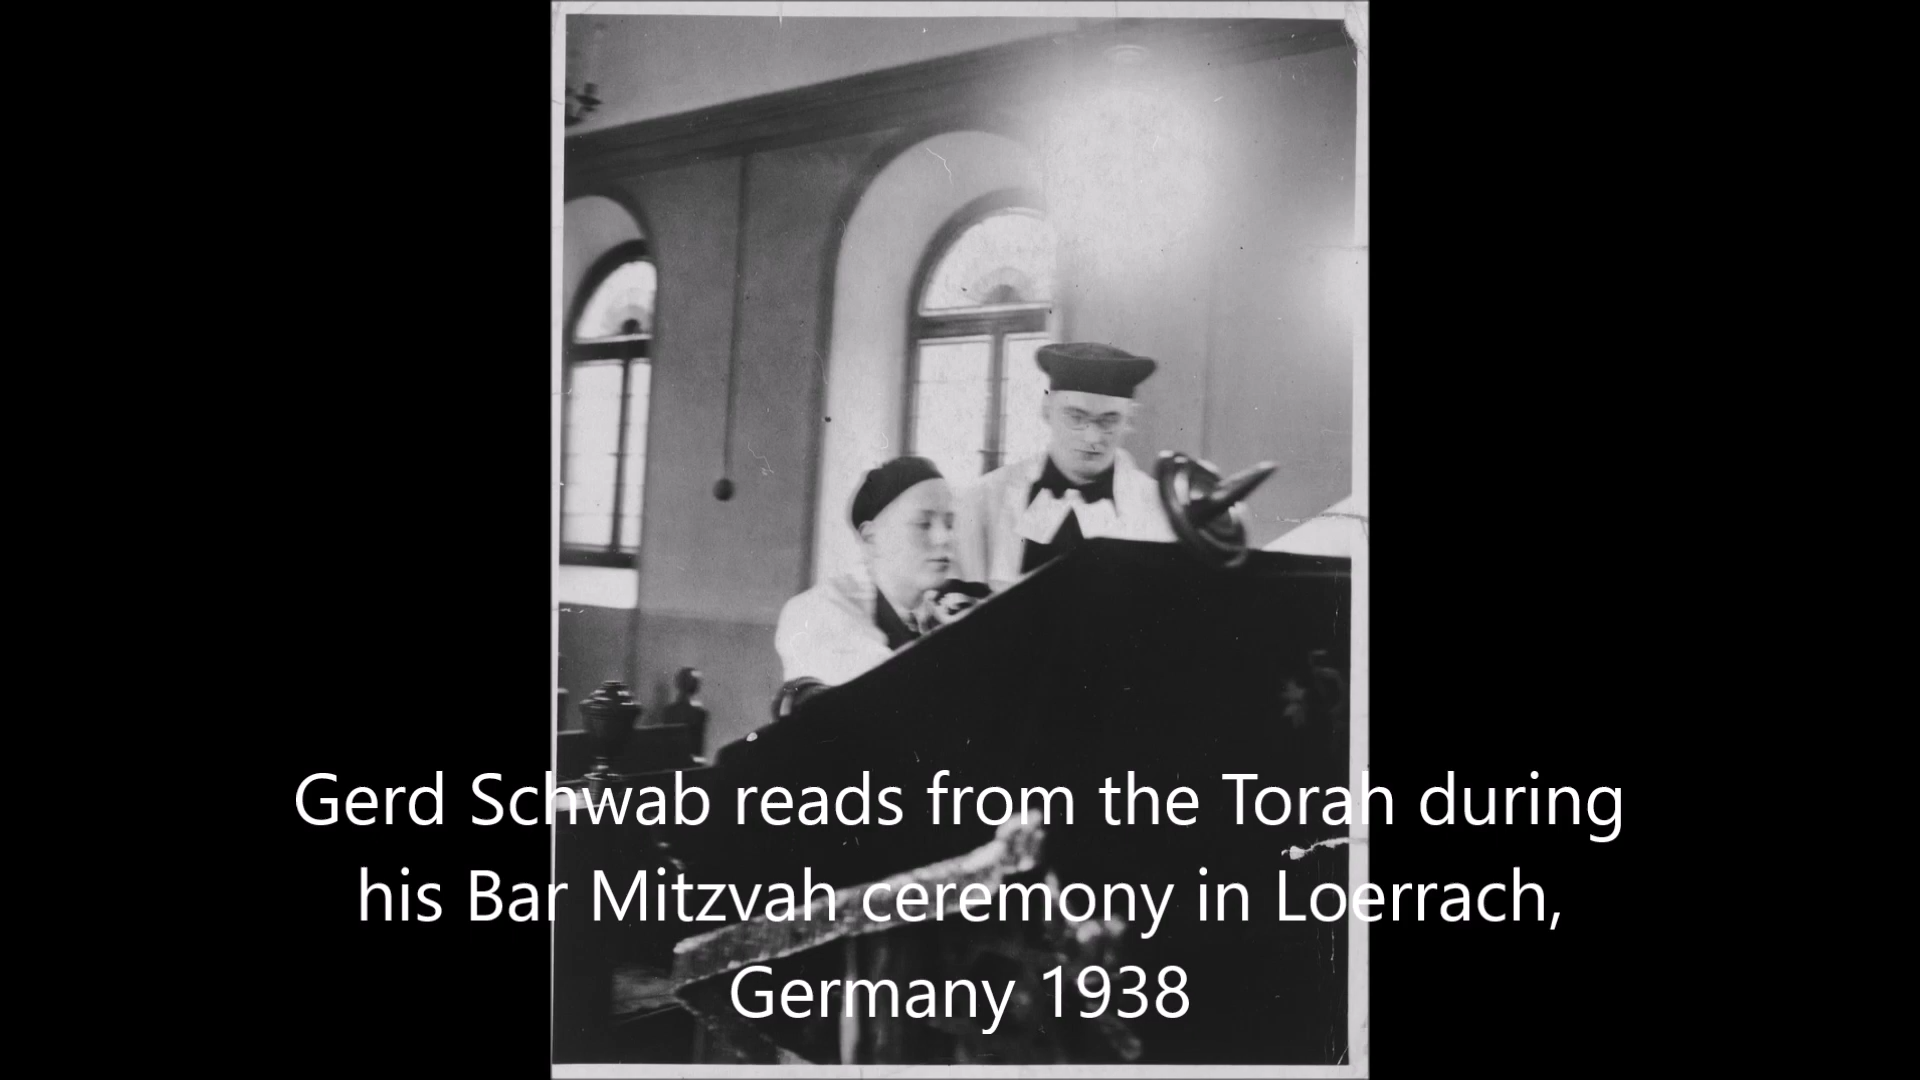 Gerd Schwab reads from the Torah during
his Bar Mitzvah ceremony in Loerrach,
Germany 1938